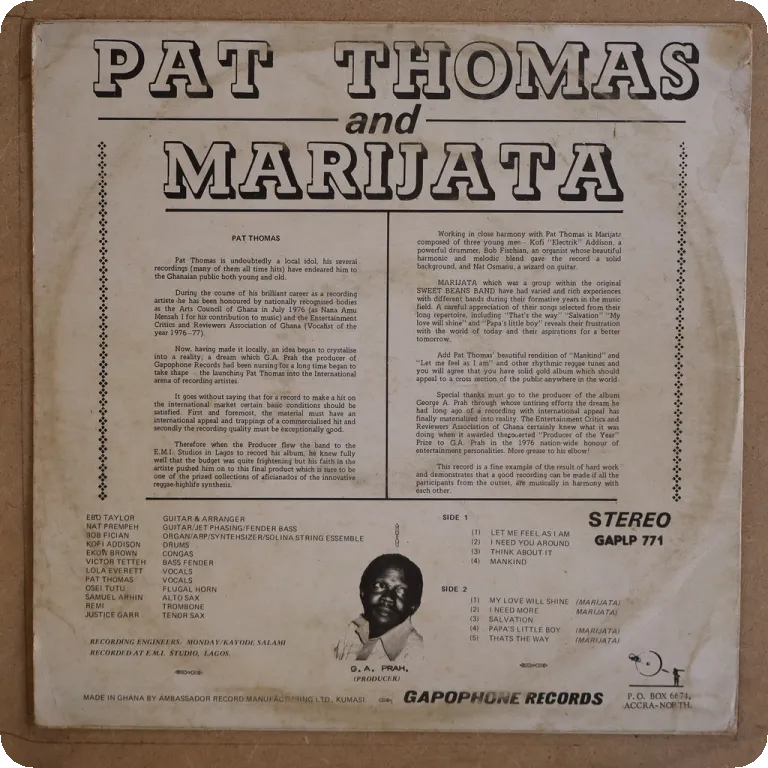 PAT THOMAS
and
MARIJATA
PAT THOMAS
Pat Thomas is undoubtedly a local idol, his several
recordings (many of them all time hits) have endeared him to
the Ghanaian public both young and old.
During the course of his brilliant career as a recording
artiste he has been honoured by nationally recognised bodies
as the Arts Council of Ghana in July 1976 (as Nana Amu
Mensah I for his contribution to music) and the Entertainment
Critics and Reviewers Association of Ghana (Vocalist of the
year 1976-77).
Now, having made it locally, an idea began to crystalise
into a reality; a dream which G.A. Prah the producer of
Gapophone Records had been nursing for a long time began to
take shape the launching Pat Thomas into the International
arena of recording artistes.
It goes without saying that for a record to make a hit on
the international market certain basic conditions should be
satisfied. First and foremost, the material must have an
international appeal and trappings of a commercialised hit and
secondly the recording quality must be exceptionally good.
Therefore when the Producer flew the band to the
E.M.I. Studios in Lagos to record his album, he knew fully
well that the budget was quite frightening but his faith in the
artiste pushed him on to this final product which is sure to be
one of the prized collections of aficianados of the innovative
reggae-highlife synthesis.
Working in close harmony with Pat Thomas is Marijata
composed of three young men - Kofi "Electrik" Addison, a
powerful drummer, Bob Fischian, an organist whose beautiful
harmonic and melodic blend gave the record a solid
background, and Nat Osmanu, a wizard on guitar.
MARIJATA which was a group within the original
SWEET BEANS BAND have had varied and rich experiences
with different bands during their formative years in the music
field. A careful appreciation of their songs selected from their
long repertoire, including "That's the way" "Salvation" "My
love will shine" and "Papa's little boy" reveals their frustration
with the world of today and their aspirations for a better
tomorrow.
Add Pat Thomas' beautiful rendition of "Mankind" and
"Let me feel as I am" and other rhythmic reggae tunes and
you will agree that you have solid gold album which should
appeal to a cross section of the public anywhere in the world.
Special thanks must go to the producer of the album
George A. Prah through whose untiring efforts the dream he
had long ago of a recording with international appeal has
finally materialized into reality. The Entertainment Critics and
Reviewers Association of Ghana certainly knew what it was
doing when it awarded the "Producer of the Year"
Prize to G.A. Prah in the 1976 nation-wide honour of
entertainment personalities. More grease to his elbow!
This record is a fine example of the result of hard work
and demonstrates that a good recording can be made if all the
participants from the outset, are musically in harmony with
each other.
EBO TAYLOR GUITAR & ARRANGER
NAT PREMPEH GUITAR/JET PHASING/FENDER BASS
BOB FICIAN ORGAN/ARP/SYNTEHSIZER/SOLINA STRING ESSEMBLE
KOFI ADDISON DRUMS
EKOW BROWN CONGAS
VICTOR TETTEH BASS FENDER
LOLA EVERETT VOCALS
PAT THOMAS VOCALS
OSEI TUTU FLUGAL HORN
SAMUEL ARHIN ALTO SAX
REMI TROMBONE
JUSTICE GARR TENOR SAX
RECORDING ENGINEERS. MONDAY/KAYODE SALAMI
RECORDED AT E.M.I. STUDIO, LAGOS.
G. A. PRAH.
(PRODUCER)
SIDE 1
(1) LET ME FEEL AS I AM
(2) I NEED YOU AROUND
(3) THINK ABOUT IT
(4) MANKIND
SIDE 2
(1) MY LOVE WILL SHINE (MARIJATA)
(2) I NEED MORE MARIJATA)
(3) SALVATION
(4) PAPA'S LITTLE BOY (MARIJATA)
(5) THATS THE WAY (MARIJATA)
STEREO
GAPLP 771
MADE IN GHANA BY AMBASSADOR RECORD MANUFACTURING LTD., KUMASI
GAPOPHONE RECORDS
P. O. BOX 6674,
ACCRA-NORTH.